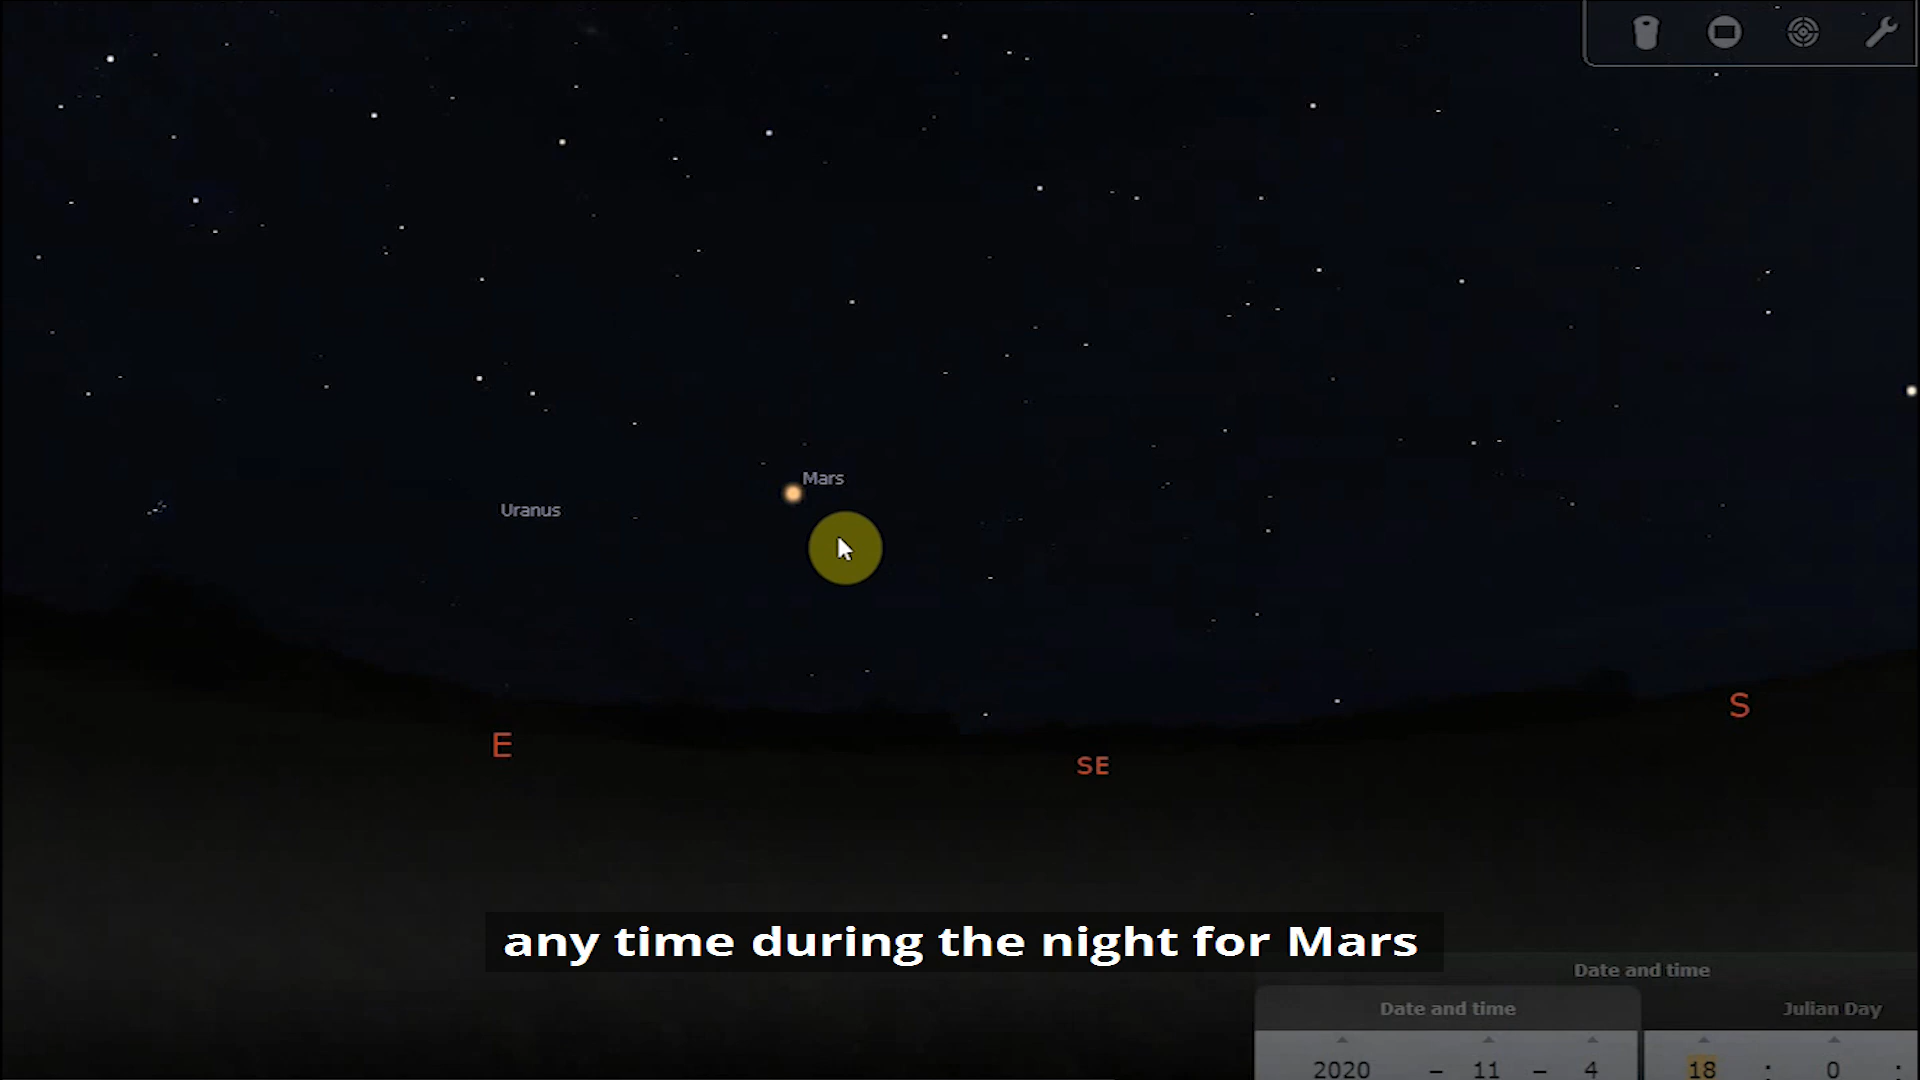 Mars
Uranus
S
E
SE
any time during the night for Mars
Date and time
Date and time
Julian Day
2020 – 11 – 4
18 : 0 :